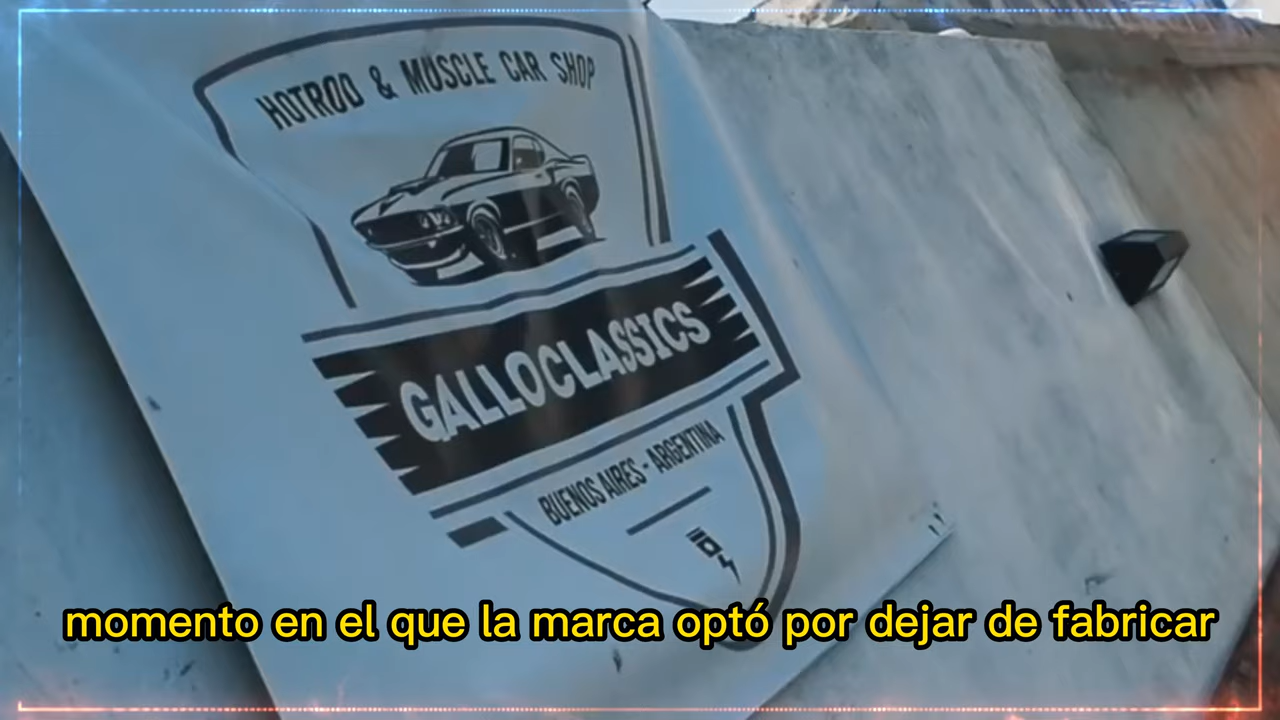 HOTROD & MUSCLE CAR SHOP
GALLOCLASSICS
BUENOS AIRES - ARGENTINA
momento en el que la marca optó por dejar de fabricar